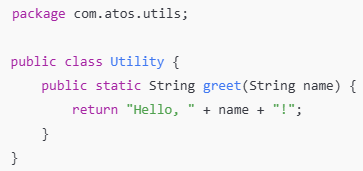 package com.atos.utils;

public class Utility {
    public static String greet(String name) {
        return "Hello, " + name + "!";
    }
}